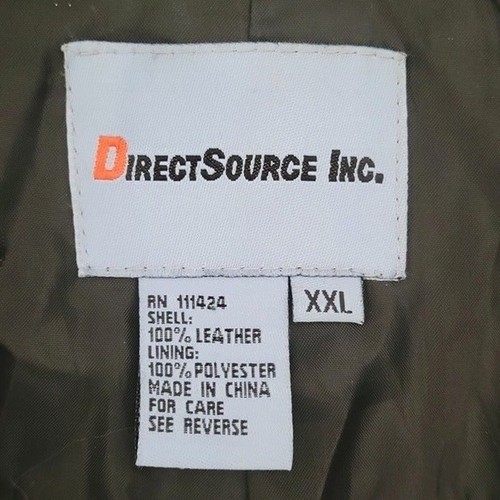 DIRECTSOURCE INC.
XXL
RN 111424
SHELL:
100% LEATHER
LINING:
100% POLYESTER
MADE IN CHINA
FOR CARE
SEE REVERSE